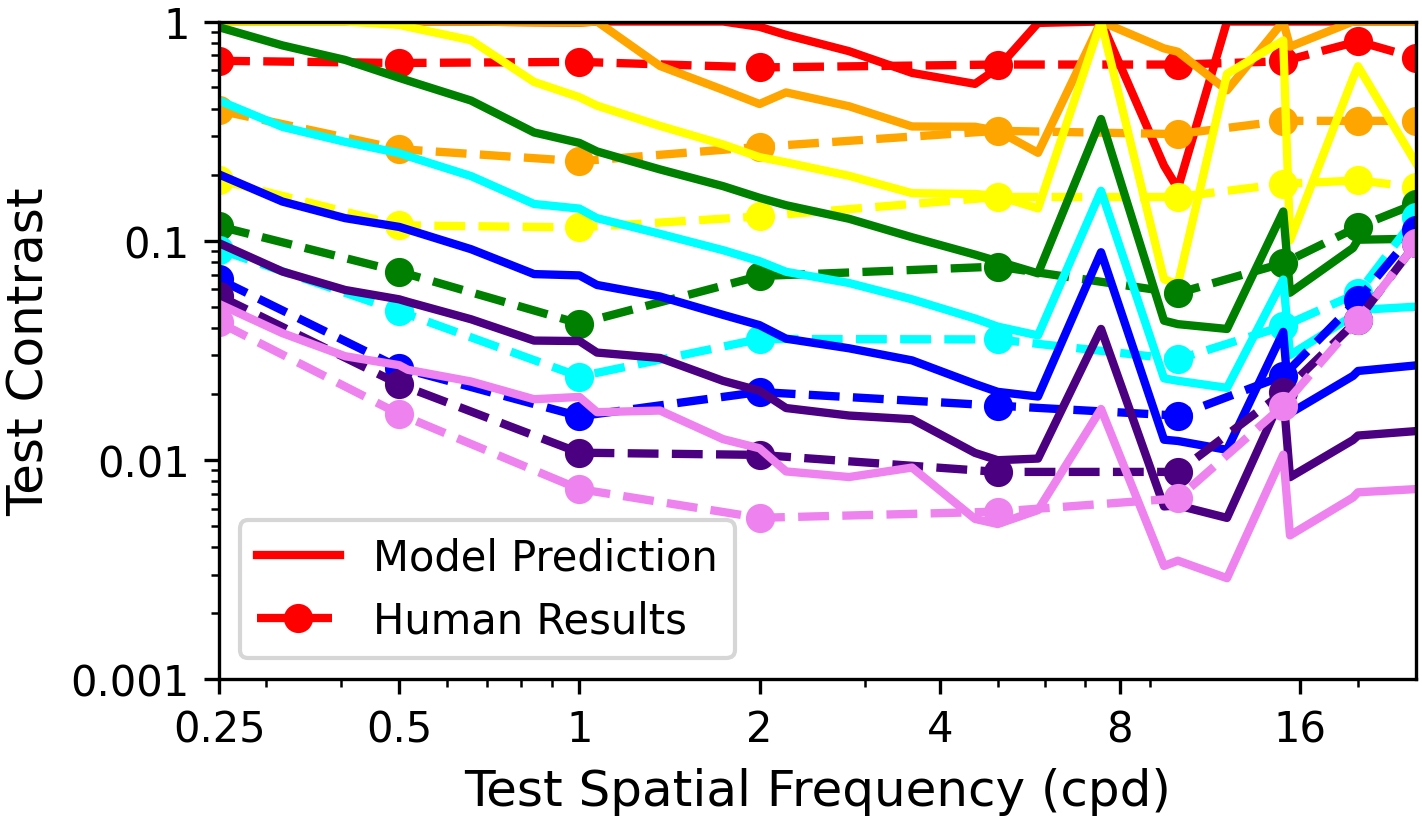 1
0.1
0.01
0.001
Test Contrast
Model Prediction
Human Results
0.25 0.5 1 2 4 8 16
Test Spatial Frequency (cpd)